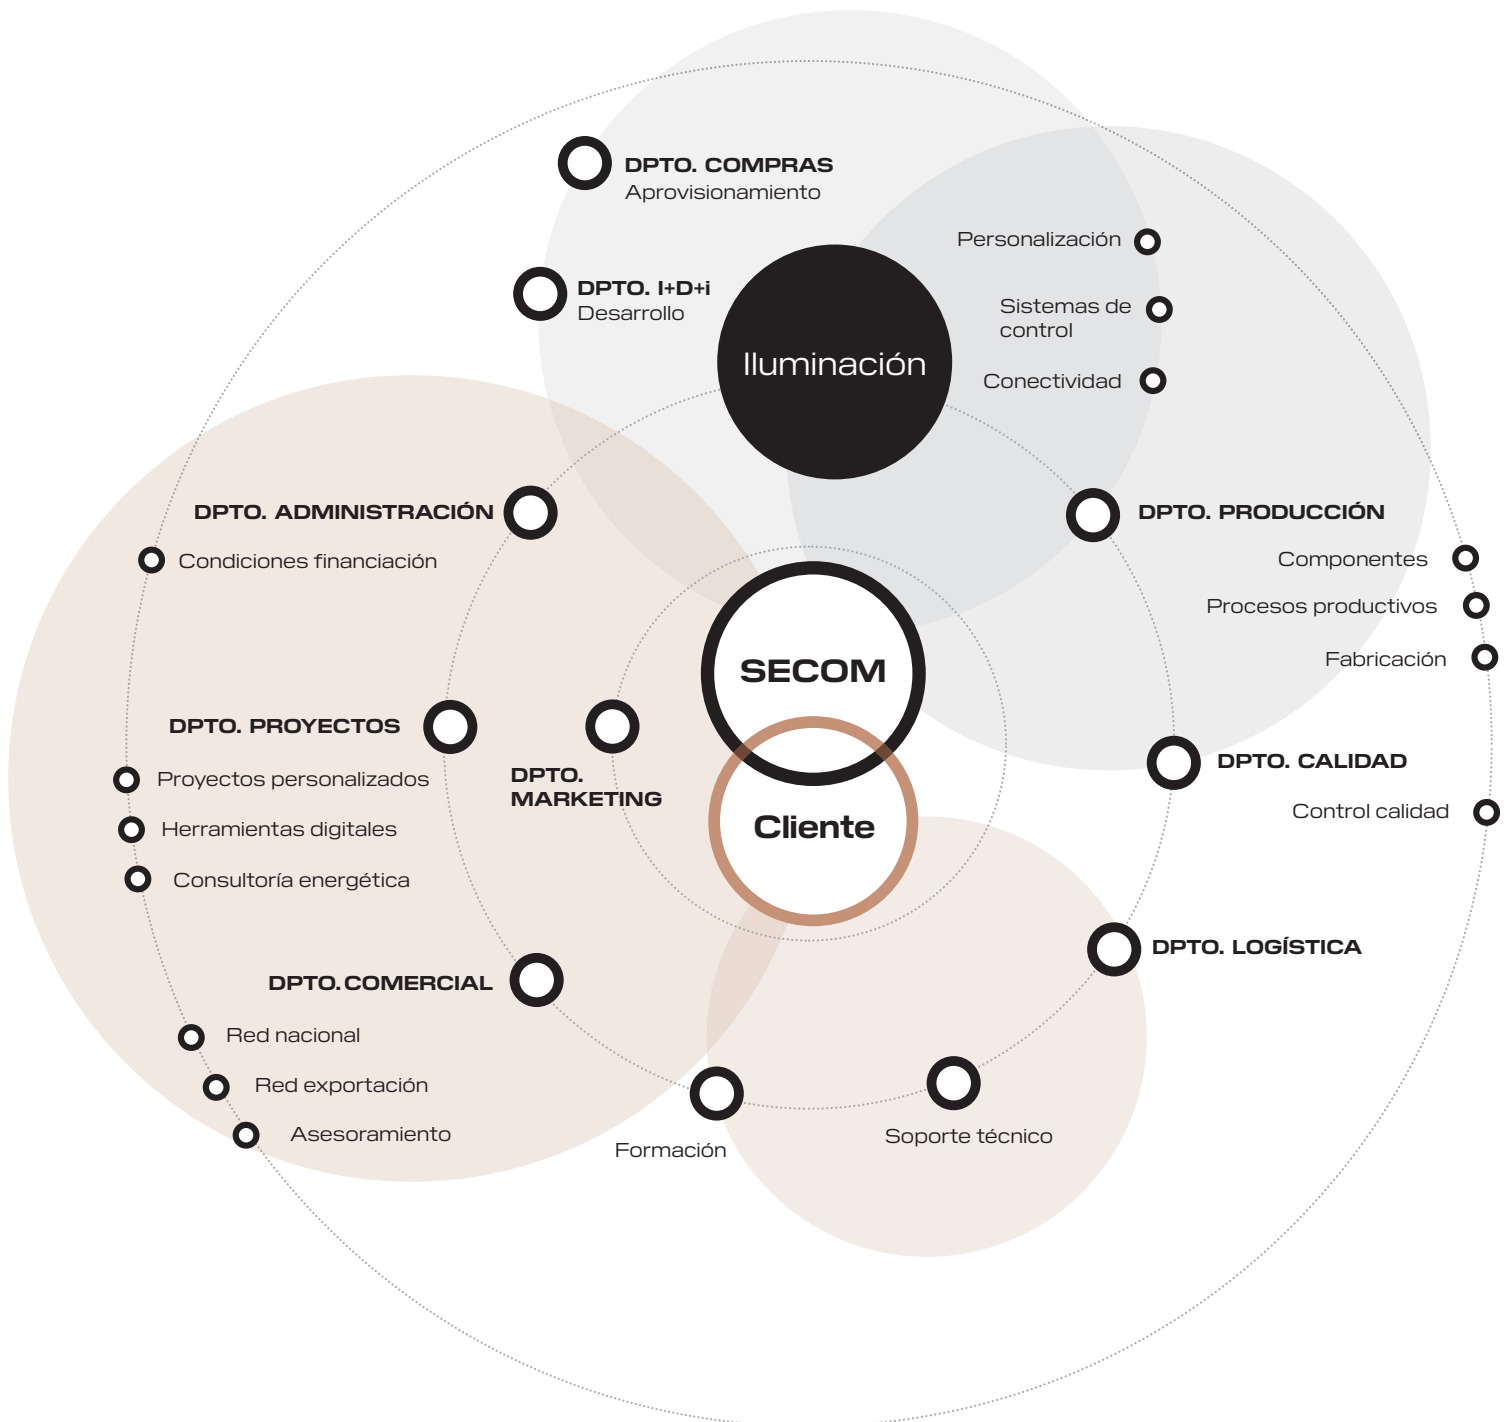 DPTO. COMPRAS
Aprovisionamiento
DPTO. I+D+i
Desarrollo
Personalización
Sistemas de
control
Conectividad
Iluminación
DPTO. ADMINISTRACIÓN
Condiciones financiación
DPTO. PRODUCCIÓN
Componentes
Procesos productivos
Fabricación
SECOM
Cliente
DPTO. PROYECTOS
Proyectos personalizados
Herramientas digitales
Consultoría energética
DPTO.
MARKETING
DPTO. CALIDAD
Control calidad
DPTO. COMERCIAL
Red nacional
Red exportación
Asesoramiento
DPTO. LOGÍSTICA
Formación
Soporte técnico